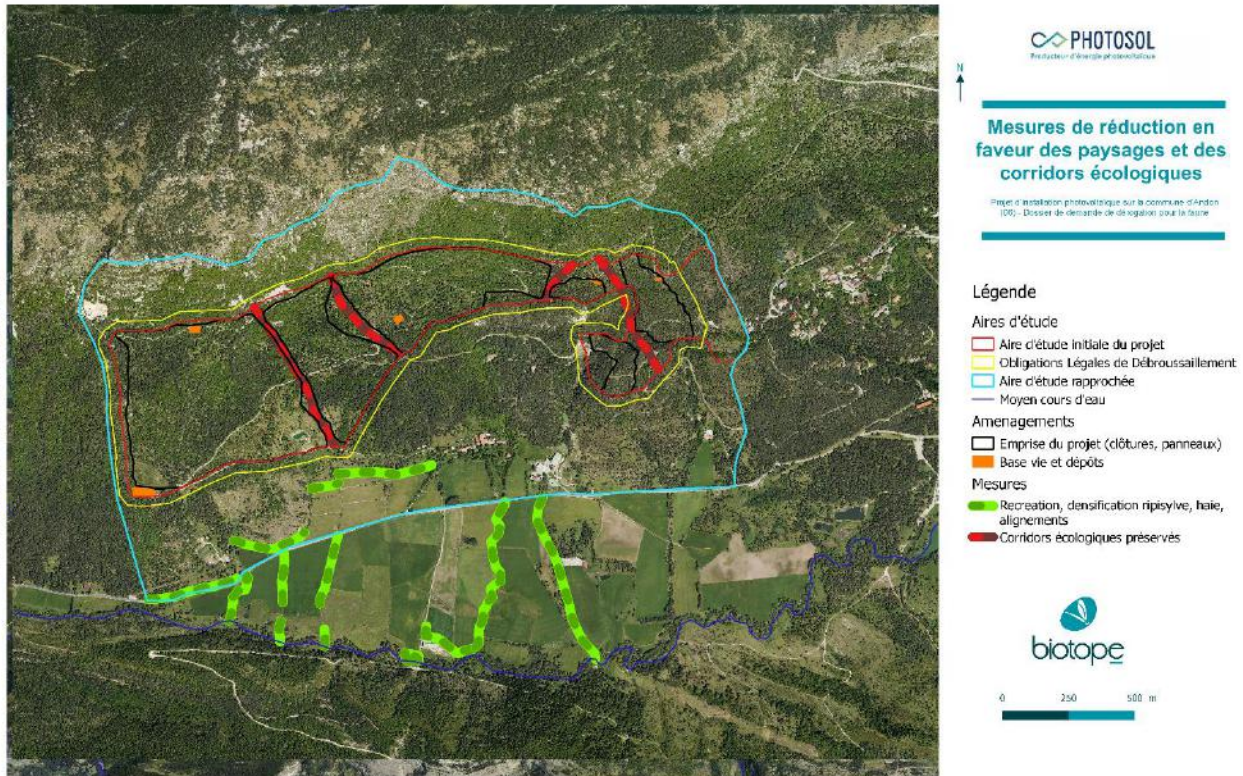 PHOTOSOL
Producteur d'énergie photovoltaïque
N
Mesures de réduction en
faveur des paysages et des
corridors écologiques
Projet d'installation photovoltaïque sur la commune d'Andon
(06) - Dossier de demande de dérogation pour la faune
Légende
Aires d'étude
Aire d'étude initiale du projet
Obligations Légales de Débroussaillement
Aire d'étude rapprochée
Moyen cours d'eau
Amenagements
Emprise du projet (clôtures, panneaux)
Base vie et dépôts
Mesures
Recreation, densification ripisylve, haie,
alignements
Corridors écologiques préservés
biotope
0 250 500 m